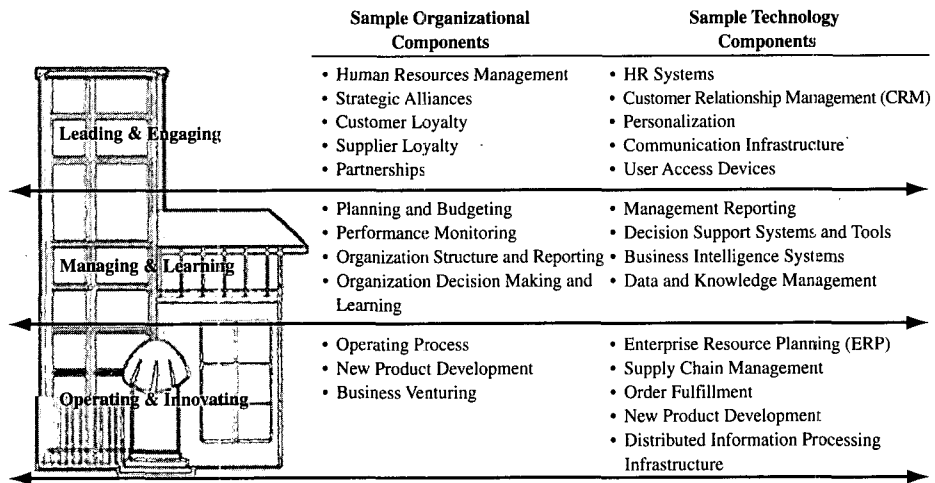 Sample Organizational
Components
Sample Technology
Components
Leading & Engaging
• Human Resources Management
• Strategic Alliances
• Customer Loyalty
• Supplier Loyalty
• Partnerships
• HR Systems
• Customer Relationship Management (CRM)
• Personalization
• Communication Infrastructure
• User Access Devices
Managing & Learning
• Planning and Budgeting
• Performance Monitoring
• Organization Structure and Reporting
• Organization Decision Making and
Learning
• Management Reporting
• Decision Support Systems and Tools
• Business Intelligence Systems
• Data and Knowledge Management
Operating & Innovating
• Operating Process
• New Product Development
• Business Venturing
• Enterprise Resource Planning (ERP)
• Supply Chain Management
• Order Fulfillment
• New Product Development
• Distributed Information Processing
Infrastructure